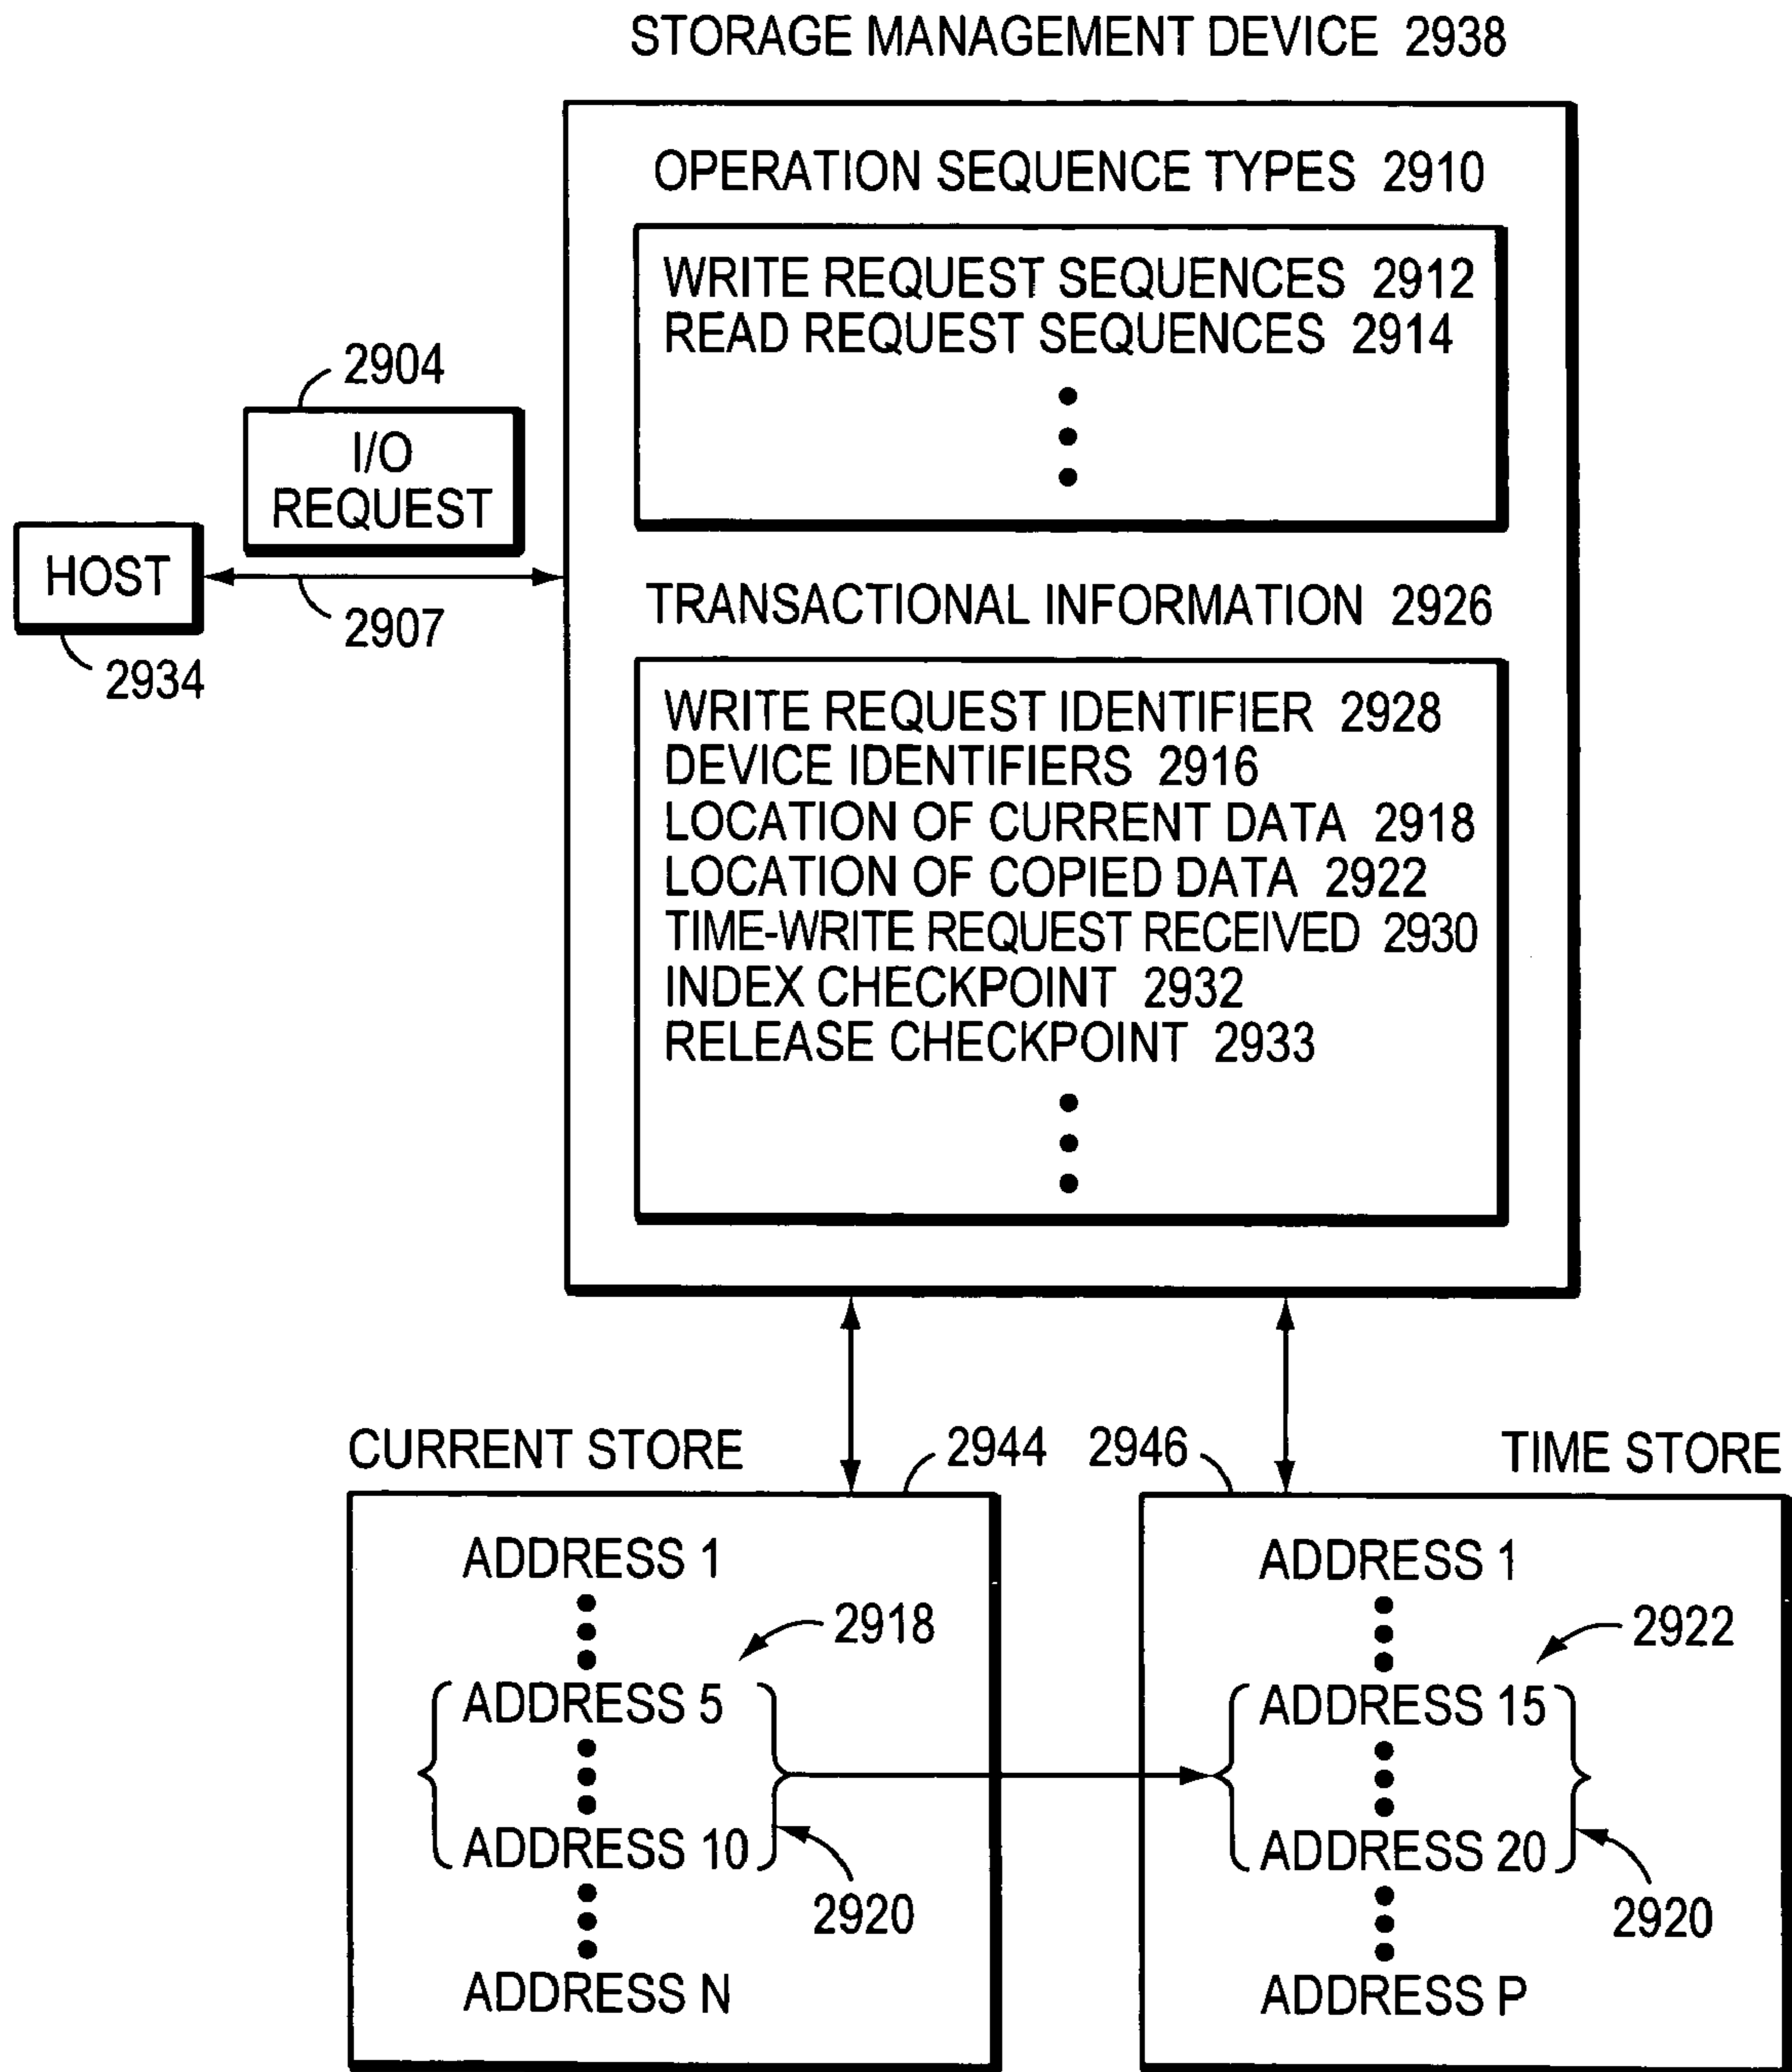 STORAGE MANAGEMENT DEVICE 2938
OPERATION SEQUENCE TYPES 2910
WRITE REQUEST SEQUENCES 2912
READ REQUEST SEQUENCES 2914
2904
I/O
REQUEST
HOST
2907
2934
TRANSACTIONAL INFORMATION 2926
WRITE REQUEST IDENTIFIER 2928
DEVICE IDENTIFIERS 2916
LOCATION OF CURRENT DATA 2918
LOCATION OF COPIED DATA 2922
TIME-WRITE REQUEST RECEIVED 2930
INDEX CHECKPOINT 2932
RELEASE CHECKPOINT 2933
CURRENT STORE
2944
2946
TIME STORE
ADDRESS 1
2918
ADDRESS 5
ADDRESS 10
2920
ADDRESS N
ADDRESS 1
2922
ADDRESS 15
ADDRESS 20
2920
ADDRESS P